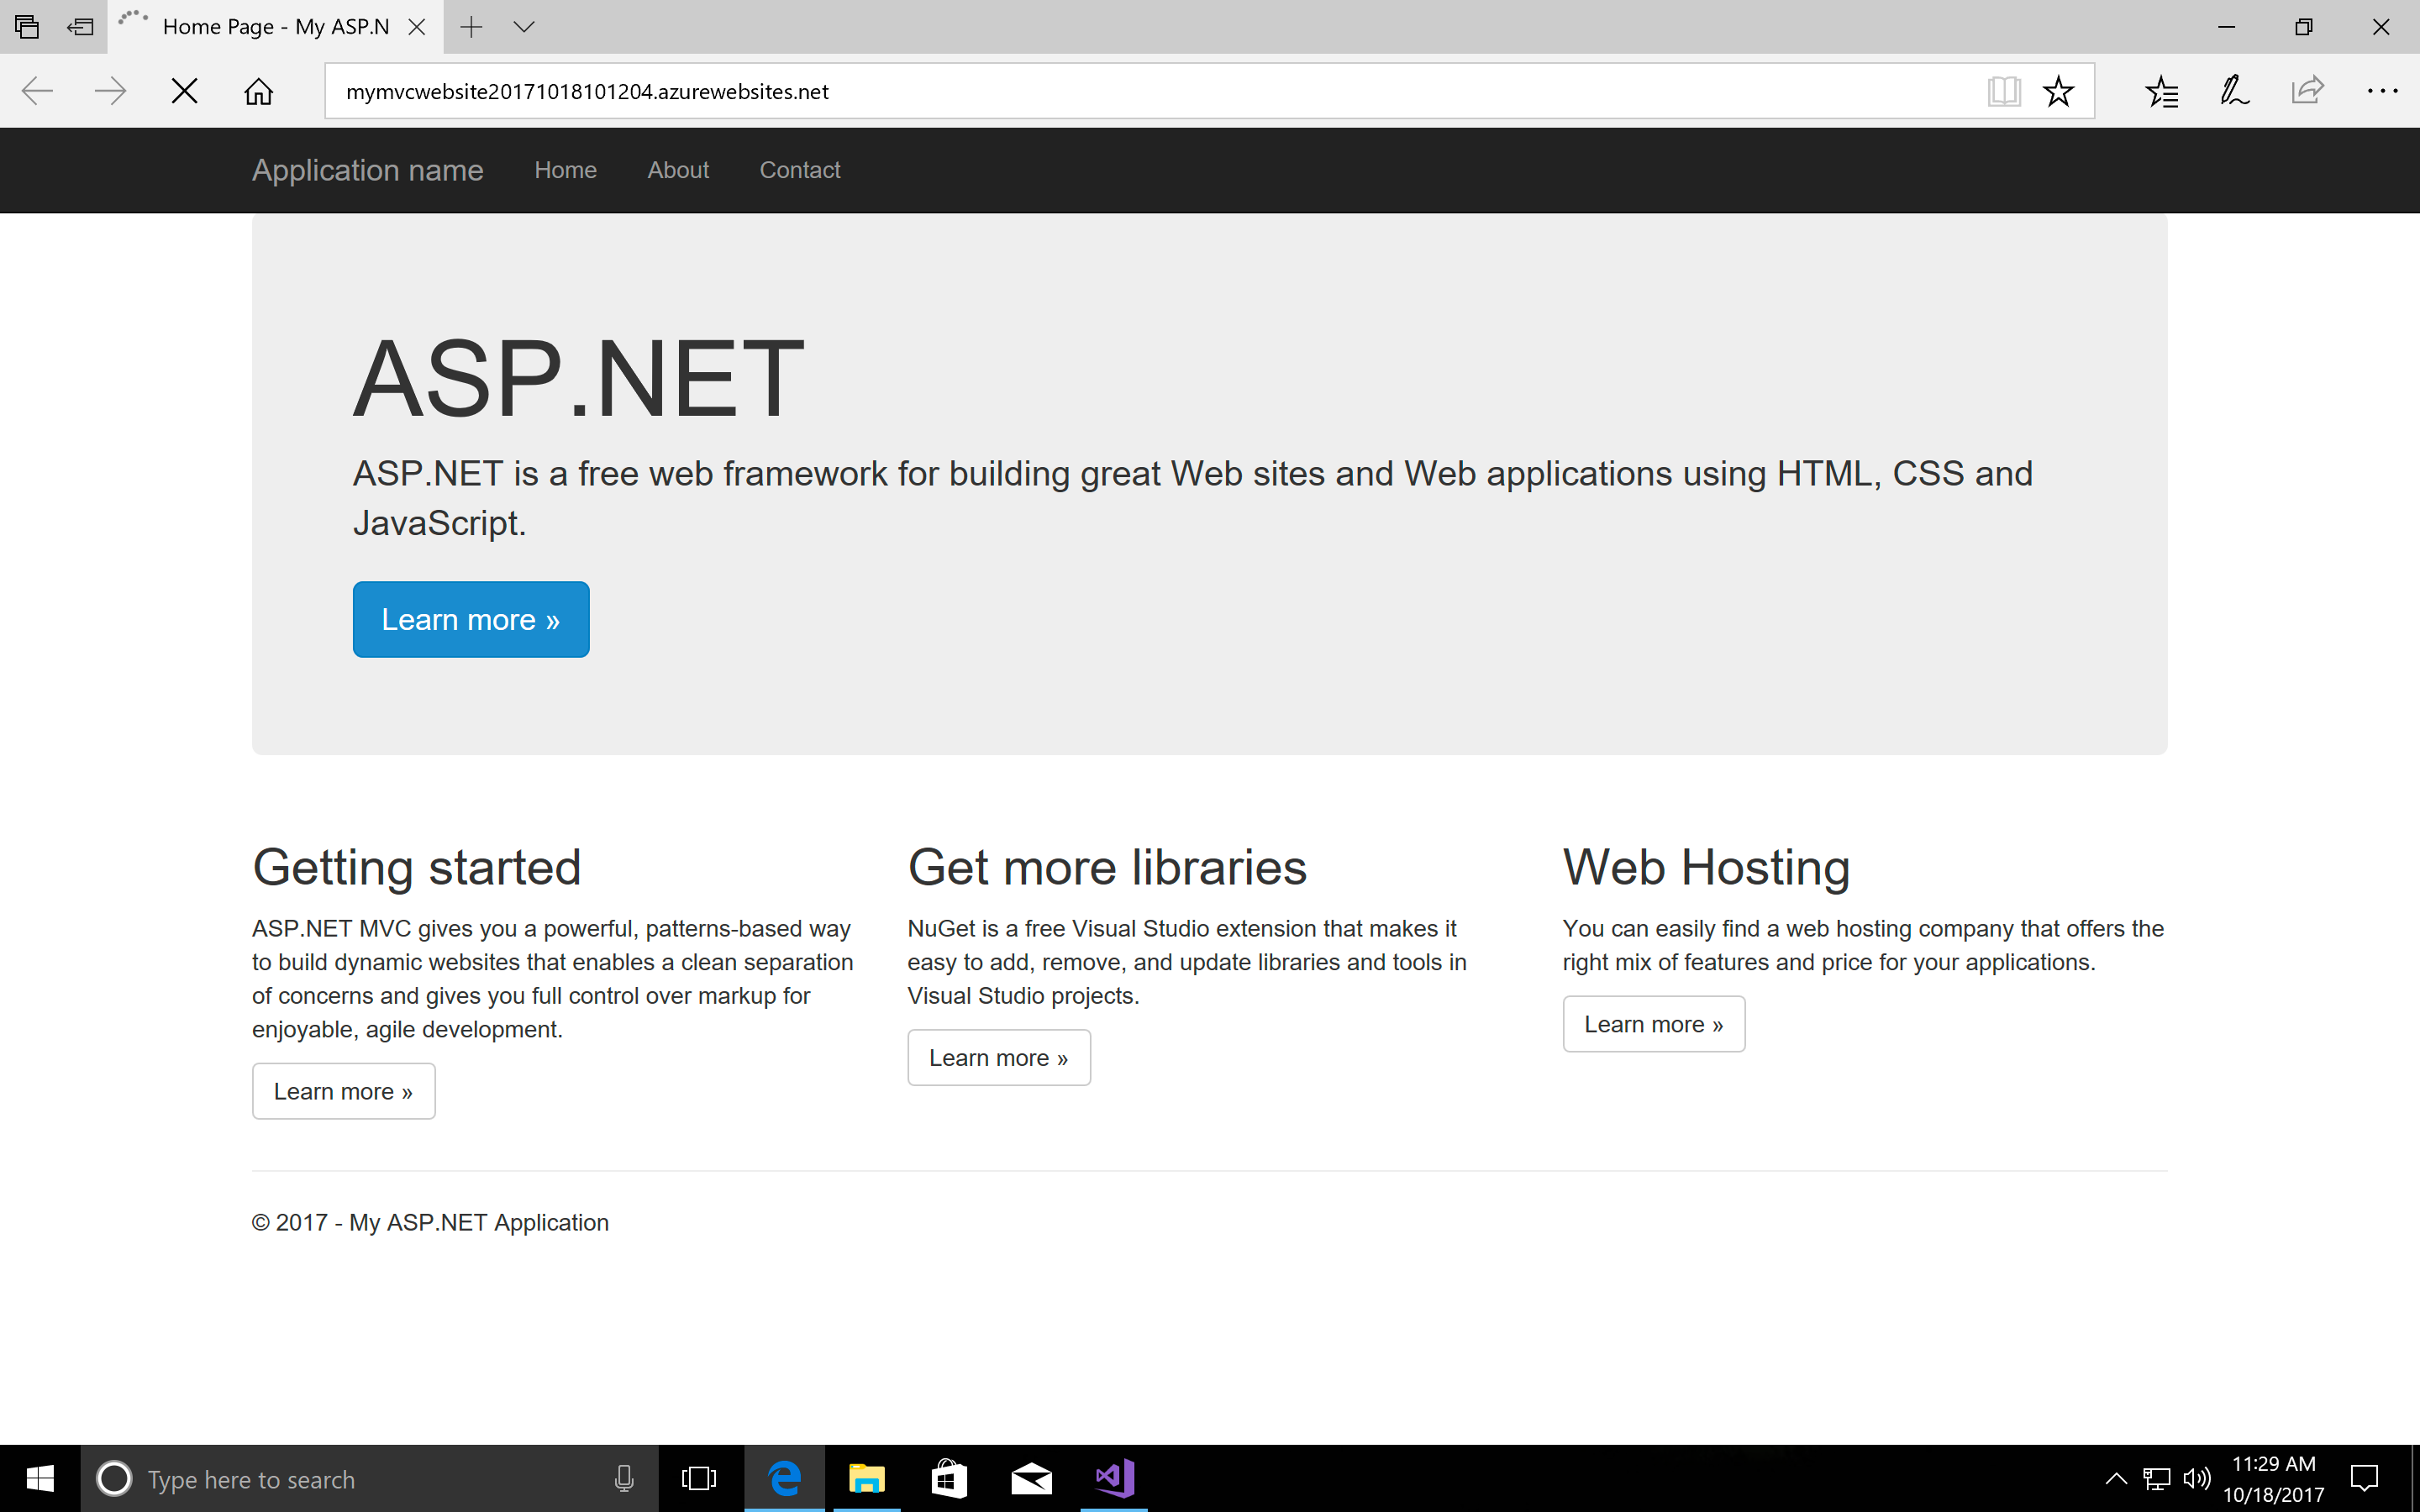 Home Page - My ASP.N
mymvcwebsite20171018101204.azurewebsites.net
Application name Home About Contact
ASP.NET
ASP.NET is a free web framework for building great Web sites and Web applications using HTML, CSS and
JavaScript.
Learn more »
Getting started
ASP.NET MVC gives you a powerful, patterns-based way
to build dynamic websites that enables a clean separation
of concerns and gives you full control over markup for
enjoyable, agile development.
Learn more »
Get more libraries
NuGet is a free Visual Studio extension that makes it
easy to add, remove, and update libraries and tools in
Visual Studio projects.
Learn more »
Web Hosting
You can easily find a web hosting company that offers the
right mix of features and price for your applications.
Learn more »
© 2017 - My ASP.NET Application
Type here to search
11:29 AM
10/18/2017